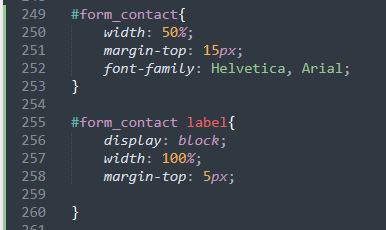 249 #form_contact{
250 width: 50%;
251 margin-top: 15px;
252 font-family: Helvetica, Arial;
253 }
254
255 #form_contact label{
256 display: block;
257 width: 100%;
258 margin-top: 5px;
259
260 }